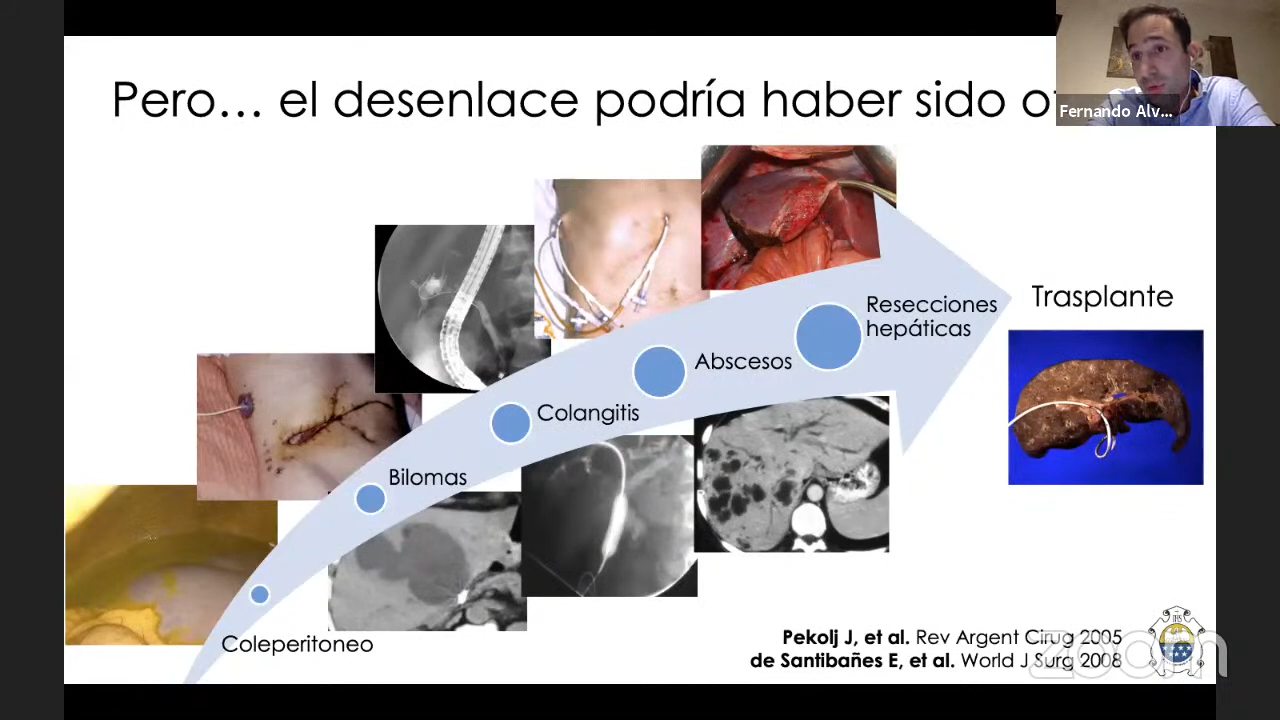 Pero... el desenlace podría haber sido
Fernando Alv...
Trasplante
Resecciones
hepáticas
Abscesos
Colangitis
Bilomas
Coleperitoneo
Pekolj J, et al. Rev Argent Cirug 2005
de Santibañes E, et al. World J Surg 2008
zoom